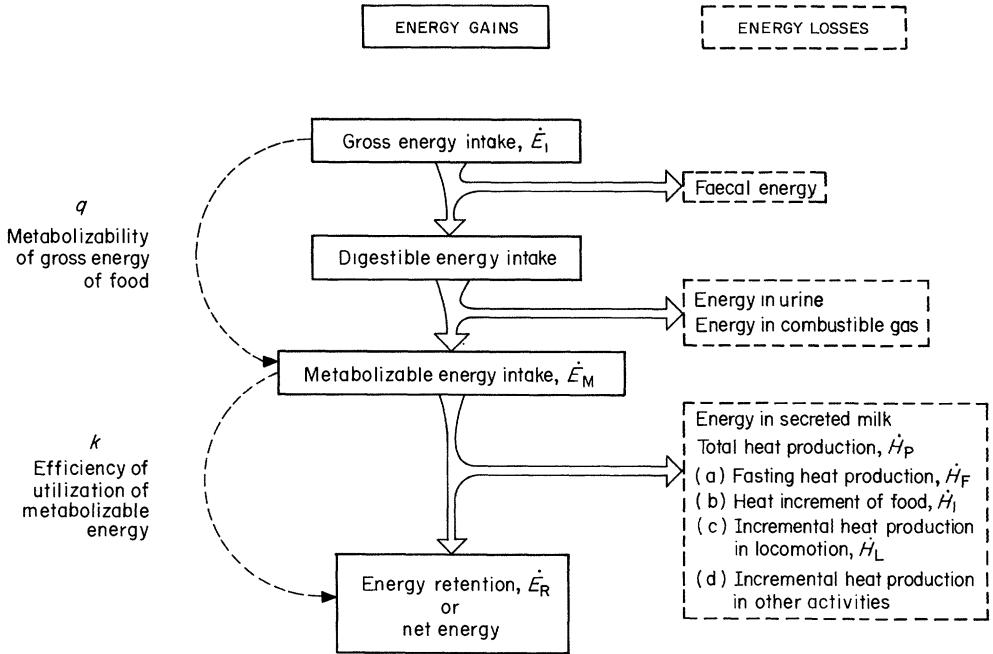 ENERGY GAINS
ENERGY LOSSES
Gross energy intake, Ė_I
Faecal energy
q
Metabolizability
of gross energy
of food
Digestible energy intake
Energy in urine
Energy in combustible gas
Metabolizable energy intake, Ė_M
k
Efficiency of
utilization of
metabolizable
energy
Energy in secreted milk
Total heat production, Ḣ_P
(a) Fasting heat production, Ḣ_F
(b) Heat increment of food, Ḣ_I
(c) Incremental heat production
in locomotion, Ḣ_L
(d) Incremental heat production
in other activities
Energy retention, Ė_R
or
net energy